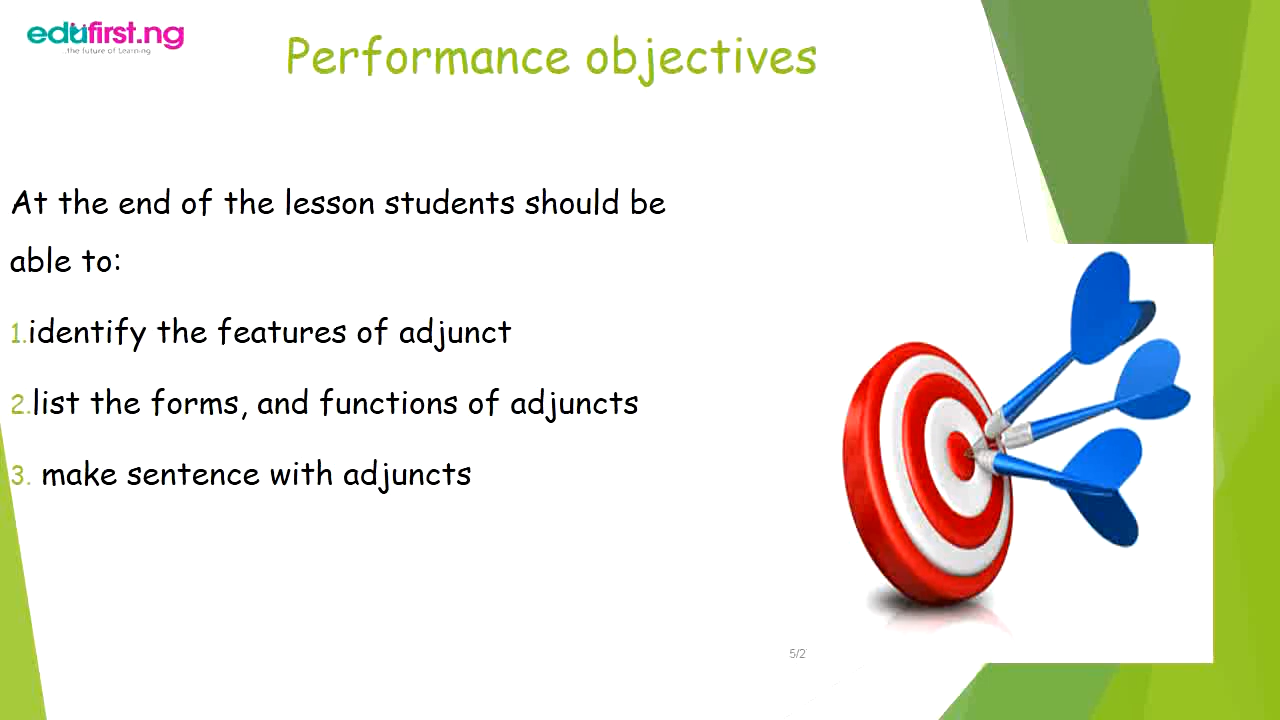 edufirst.ng
...the future of Learning
Performance objectives
At the end of the lesson students should be
able to:
1.identify the features of adjunct
2.list the forms, and functions of adjuncts
3. make sentence with adjuncts
5/2